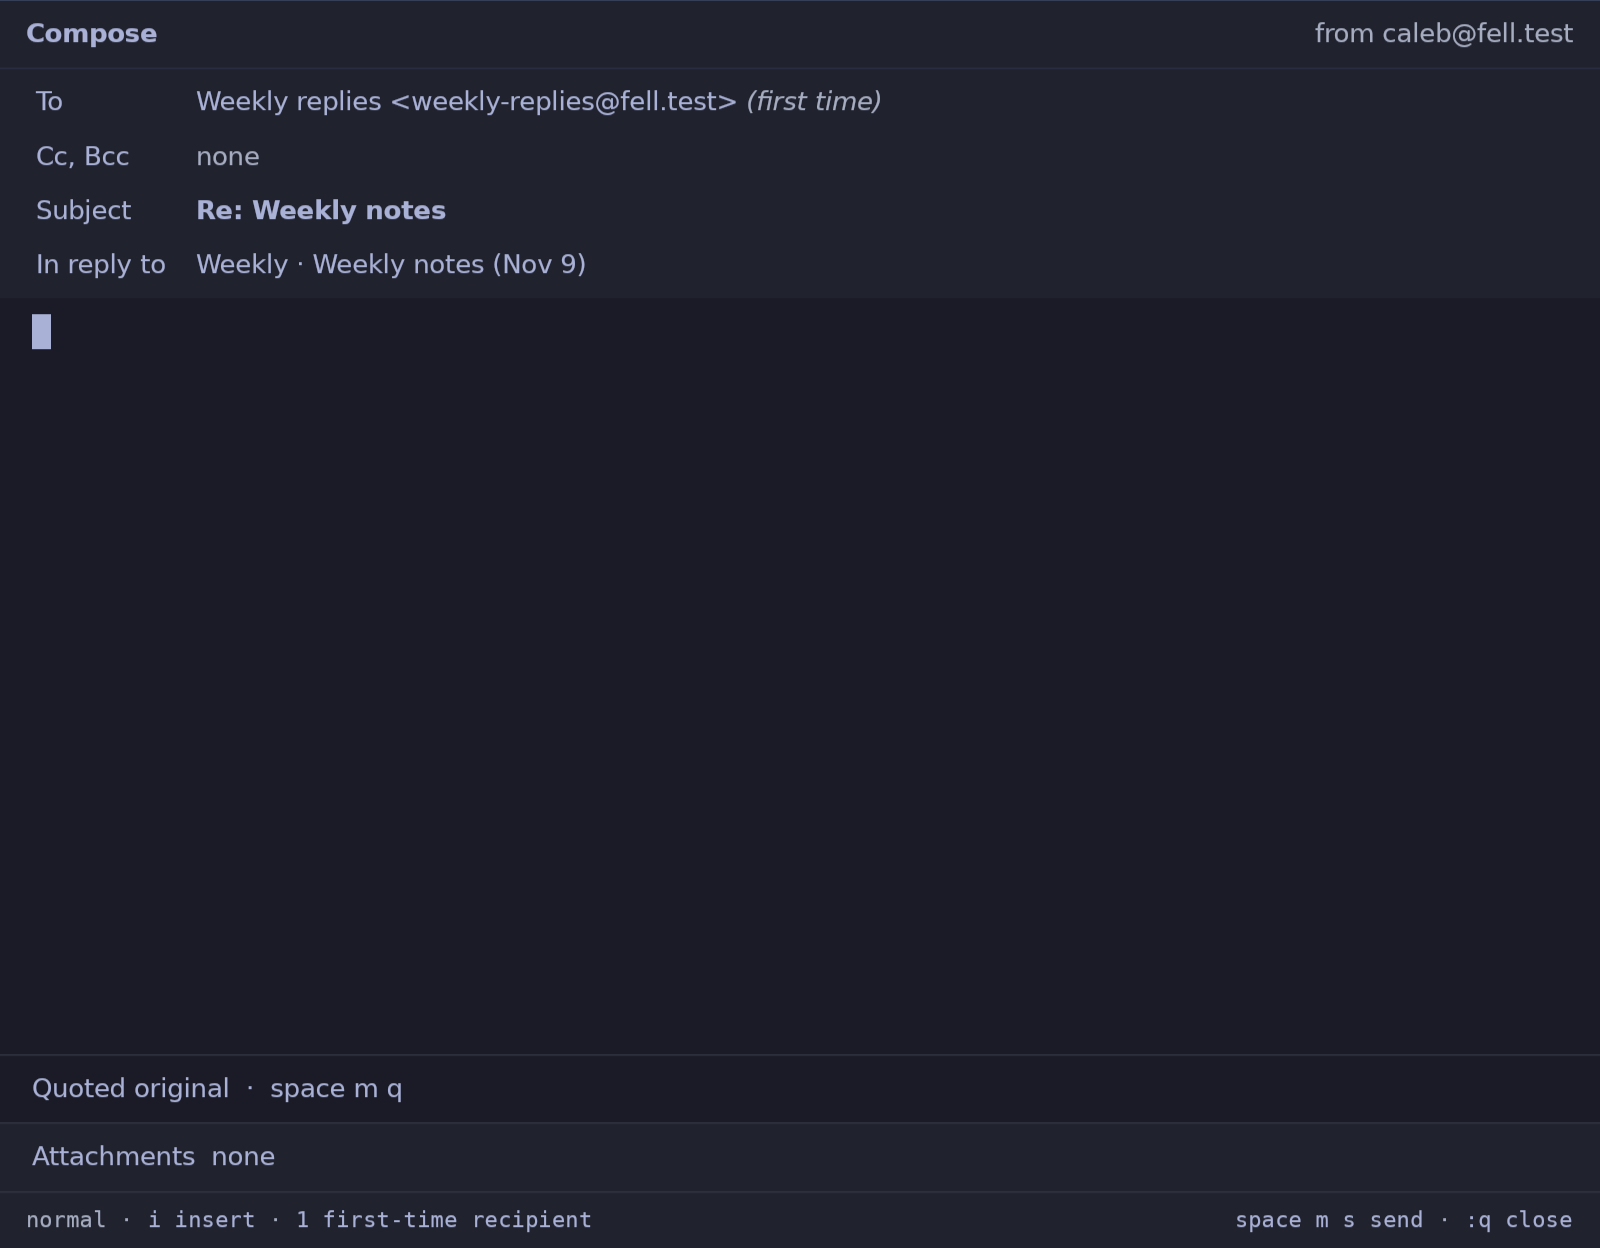 Compose from caleb@fell.test
To Weekly replies <weekly-replies@fell.test> (first time)
Cc, Bcc none
Subject Re: Weekly notes
In reply to Weekly · Weekly notes (Nov 9)
Quoted original · space m q
Attachments none
normal · i insert · 1 first-time recipient space m s send · :q close